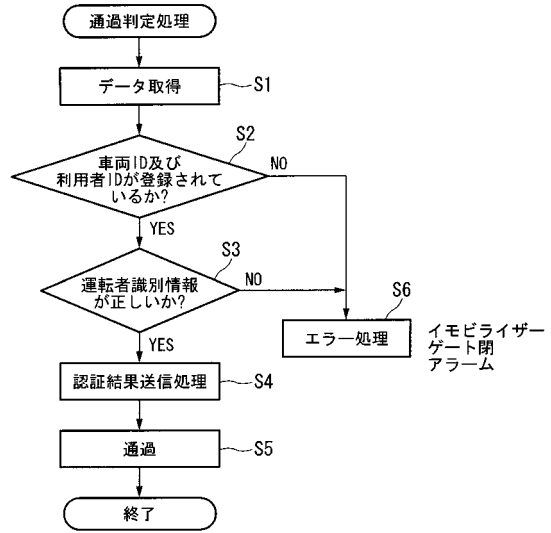 通過判定処理
データ取得
S1
S2
車両ID及び
利用者IDが登録されて
いるか?
NO
YES
S3
運転者識別情報
が正しいか?
NO
YES
S6
エラー処理
イモビライザー
ゲート閉
アラーム
認証結果送信処理
S4
通過
S5
終了